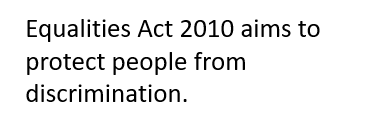 Equalities Act 2010 aims to
protect people from
discrimination.